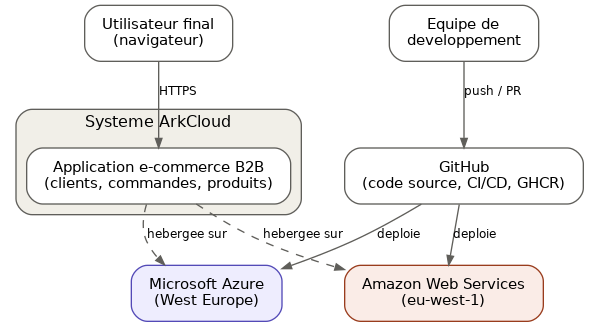 Utilisateur final
(navigateur)
Equipe de
developpement
HTTPS
push / PR
Systeme ArkCloud
Application e-commerce B2B
(clients, commandes, produits)
GitHub
(code source, CI/CD, GHCR)
hebergee sur
hebergee sur
deploie
deploie
Microsoft Azure
(West Europe)
Amazon Web Services
(eu-west-1)